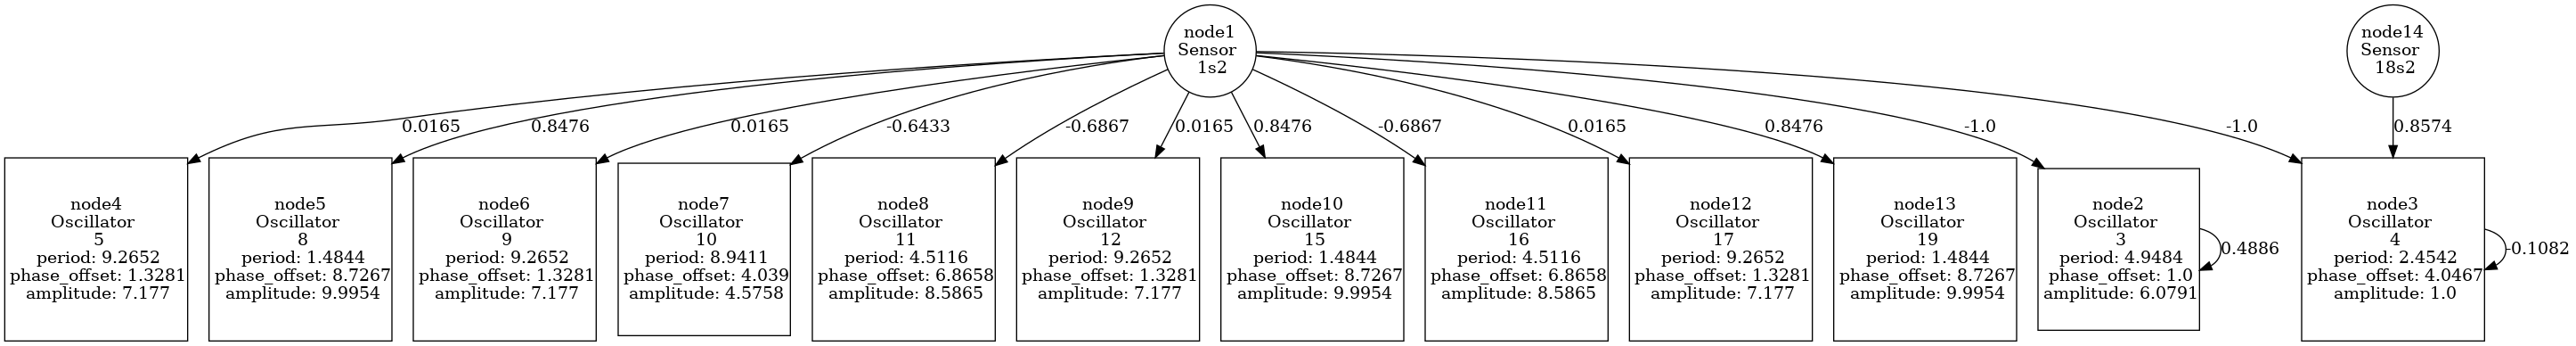 node1
Sensor
1s2
node14
Sensor
18s2
0.0165
0.8476
0.0165
-0.6433
-0.6867
0.0165
0.8476
-0.6867
0.0165
0.8476
-1.0
-1.0
0.8574
node4
Oscillator
5
period: 9.2652
phase_offset: 1.3281
amplitude: 7.177
node5
Oscillator
8
period: 1.4844
phase_offset: 8.7267
amplitude: 9.9954
node6
Oscillator
9
period: 9.2652
phase_offset: 1.3281
amplitude: 7.177
node7
Oscillator
10
period: 8.9411
phase_offset: 4.039
amplitude: 4.5758
node8
Oscillator
11
period: 4.5116
phase_offset: 6.8658
amplitude: 8.5865
node9
Oscillator
12
period: 9.2652
phase_offset: 1.3281
amplitude: 7.177
node10
Oscillator
15
period: 1.4844
phase_offset: 8.7267
amplitude: 9.9954
node11
Oscillator
16
period: 4.5116
phase_offset: 6.8658
amplitude: 8.5865
node12
Oscillator
17
period: 9.2652
phase_offset: 1.3281
amplitude: 7.177
node13
Oscillator
19
period: 1.4844
phase_offset: 8.7267
amplitude: 9.9954
node2
Oscillator
3
period: 4.9484
phase_offset: 1.0
amplitude: 6.0791
0.4886
node3
Oscillator
4
period: 2.4542
phase_offset: 4.0467
amplitude: 1.0
-0.1082